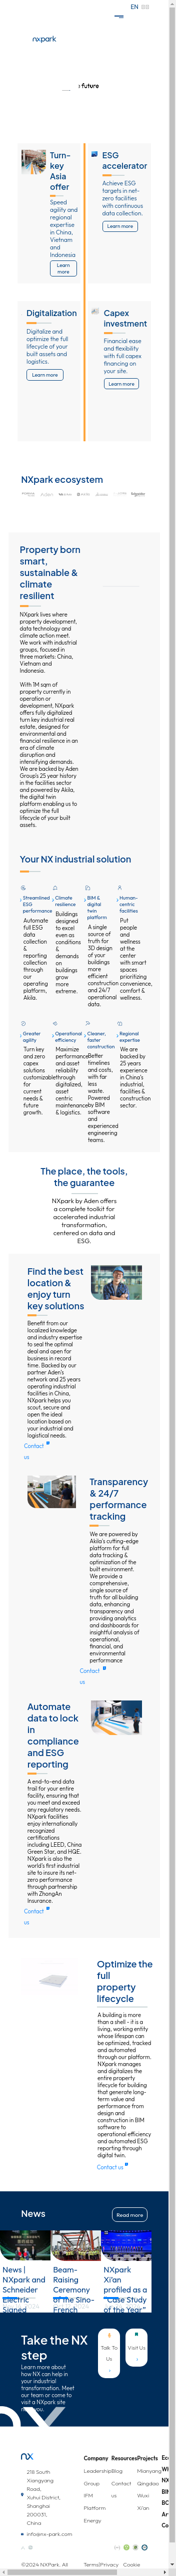 EN
nxpark
future
Turn-
key
Asia
offer
Speed
agility and
regional
expertise
in China,
Vietnam
and
Indonesia
Learn
more
ESG
accelerator
Achieve ESG
targets in net-
zero facilities
with continuous
data collection.
Learn more
Digitalization
Digitalize and
optimize the full
lifecycle of your
built assets and
logistics.
Learn more
Capex
investment
Financial ease
and flexibility
with full capex
financing on
your site.
Learn more
NXpark ecosystem
Schneider
Property born
smart,
sustainable &
climate
resilient
NXpark lives where
property development,
data technology and
climate action meet.
We work with industrial
groups, focused in
three markets: China,
Vietnam and
Indonesia.
With 1M sqm of
property currently in
operation or
development, NXpark
offers fully digitalized
turn key industrial real
estate, designed for
environmental and
financial resilience in an
era of climate
disruption and
intensifying demands.
We are backed by Aden
Group's 25 year history
in the facilities sector
and powered by Akila,
the digital twin
platform enabling us to
optimize for the full
lifecycle of your built
assets.
Your NX industrial solution
Streamlined
ESG
performance
Automate
full ESG
data
collection
&
reporting
collection
through
our
operating
platform,
Akila.
Climate
resilience
Buildings
designed
to excel
even as
conditions
&
demands
on
buildings
grow
more
extreme.
BIM &
digital
twin
platform
A single
source of
truth for
3D design
of your
buildings
more
efficient
construction
and 24/7
operational
data.
Human-
centric
facilities
Put
people
and
wellness
at the
center
with smart
spaces
prioritizing
convenience,
comfort &
wellness.
Greater
agility
Turn key
and zero
capex
solutions
customizable
for
current
needs &
future
growth.
Operational
efficiency
Maximize
performance
and asset
reliability
through
digitalized,
asset
centric
maintenance
& logistics.
Cleaner,
faster
construction
Better
timelines
and costs,
with far
less
waste.
Powered
by BIM
software
and
experienced
engineering
teams.
Regional
expertise
We are
backed by
25 years
experience
in China's
industrial,
facilities,
construction
sector.
The place, the tools,
the guarantee
NXpark by Aden offers
a complete toolkit for
accelerated industrial
transformation,
centered on data and
ESG.
Find the best
location &
enjoy turn
key solutions
Benefit from our
localized knowledge
and industry expertise
to seal the optimal
land and open for
business in record
time. Backed by our
partner Aden's
network and 25 years
operating industrial
facilities in China,
NXpark helps you
secure a choice site
based on your unique
industrial and
logistical needs.
Contact
us
Transparency
& 24/7
performance
tracking
We are powered by
Akila's cutting-edge
platform for full
data tracking &
optimization of the
built environment.
We provide a
comprehensive,
single source of
truth for all building
data, enhancing
transparency and
providing analytics
and dashboards for
insightful analysis of
operational,
financial, and
environmental
performance
Contact
us
Automate
data to lock
in
compliance
and ESG
reporting
A end-to-end data
trail for your entire
facility, ensuring that
you meet and exceed
any regulatory needs.
NXpark facilities
enjoy internationally
recognized
certifications
including LEED, China
Green Star, and HQE.
NXpark is also the
world's first industrial
site to insure its net-
zero performance
through partnership
with ZhongAn
Insurance.
Contact
us
Optimize the
full
property
lifecycle
A building is more
than a shell - it is a
living, working entity
whose lifespan can
be optimized, tracked
and automated
through our platform.
NXpark manages
and digitalizes the
entire property
lifecycle for building
that generate long-
term value and
performance from
design and
construction in BIM
software to
operational efficiency
and automated ESG
reporting through
digital twin.
Contact us
News
Read more
News |
NXpark and
Schneider
Electric
Signed
Beam-
Raising
Ceremony
of the Sino-
French
NXpark
Xi'an
profiled as a
"Case Study
of the Year"
Take the NX
step
Learn more about
how NX can help in
your industrial
transformation. Meet
our team or come to
visit a NXpark site
Talk To
Us
Visit Us
NX
218 South
Xiangyang
Road,
Xuhui District,
Shanghai
200031,
China
info@nx-park.com
Company
Leadership
Group
IFM
Platform
Energy
Resources
Blog
Contact
us
Projects
Mianyang
Qingdao
Wuxi
Xi'an
©2024 NXPark. All
Terms|Privacy
Cookie